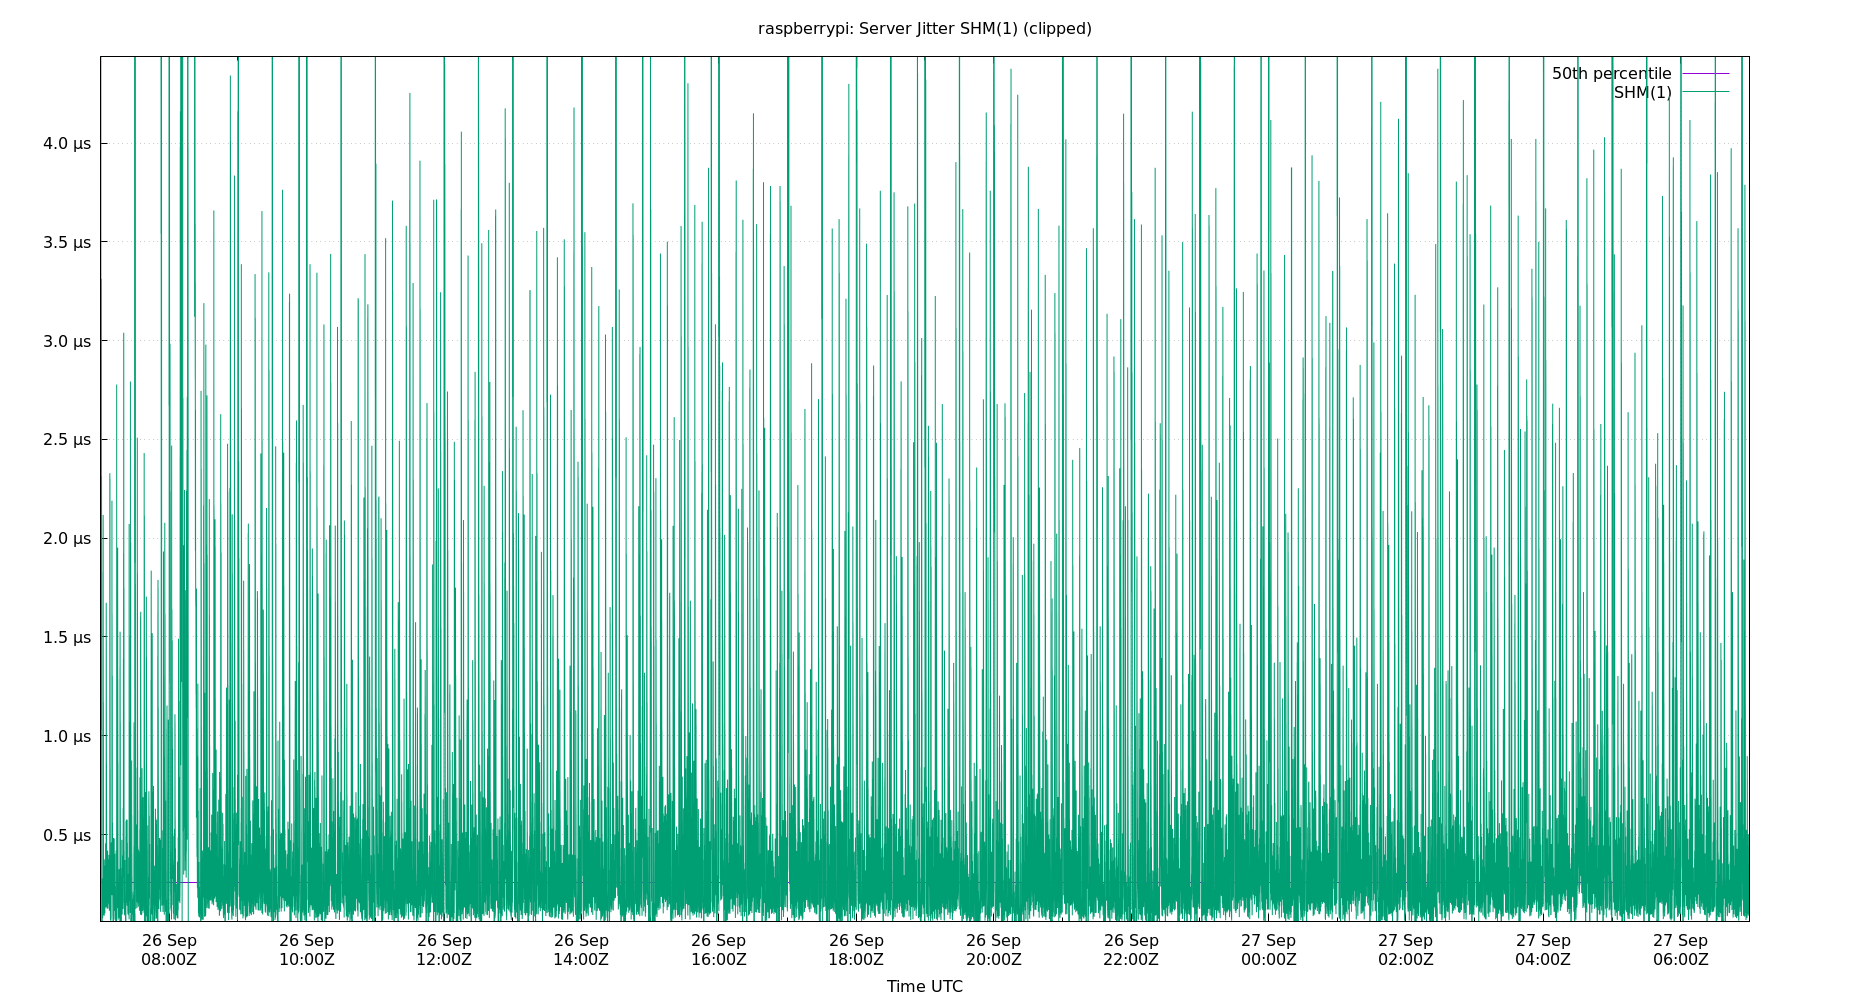 raspberrypi: Server Jitter SHM(1) (clipped)
50th percentile
SHM(1)
4.0 µs
3.5 µs
3.0 µs
2.5 µs
2.0 µs
1.5 µs
1.0 µs
0.5 µs
26 Sep 26 Sep 26 Sep 26 Sep 26 Sep 26 Sep 26 Sep 26 Sep 27 Sep 27 Sep 27 Sep 27 Sep
08:00Z 10:00Z 12:00Z 14:00Z 16:00Z 18:00Z 20:00Z 22:00Z 00:00Z 02:00Z 04:00Z 06:00Z
Time UTC